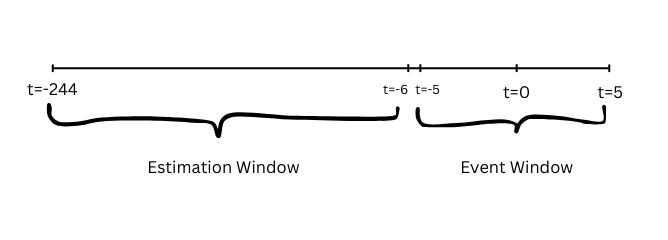 t=-244
t=-6
t=-5
t=0
t=5
Estimation Window
Event Window